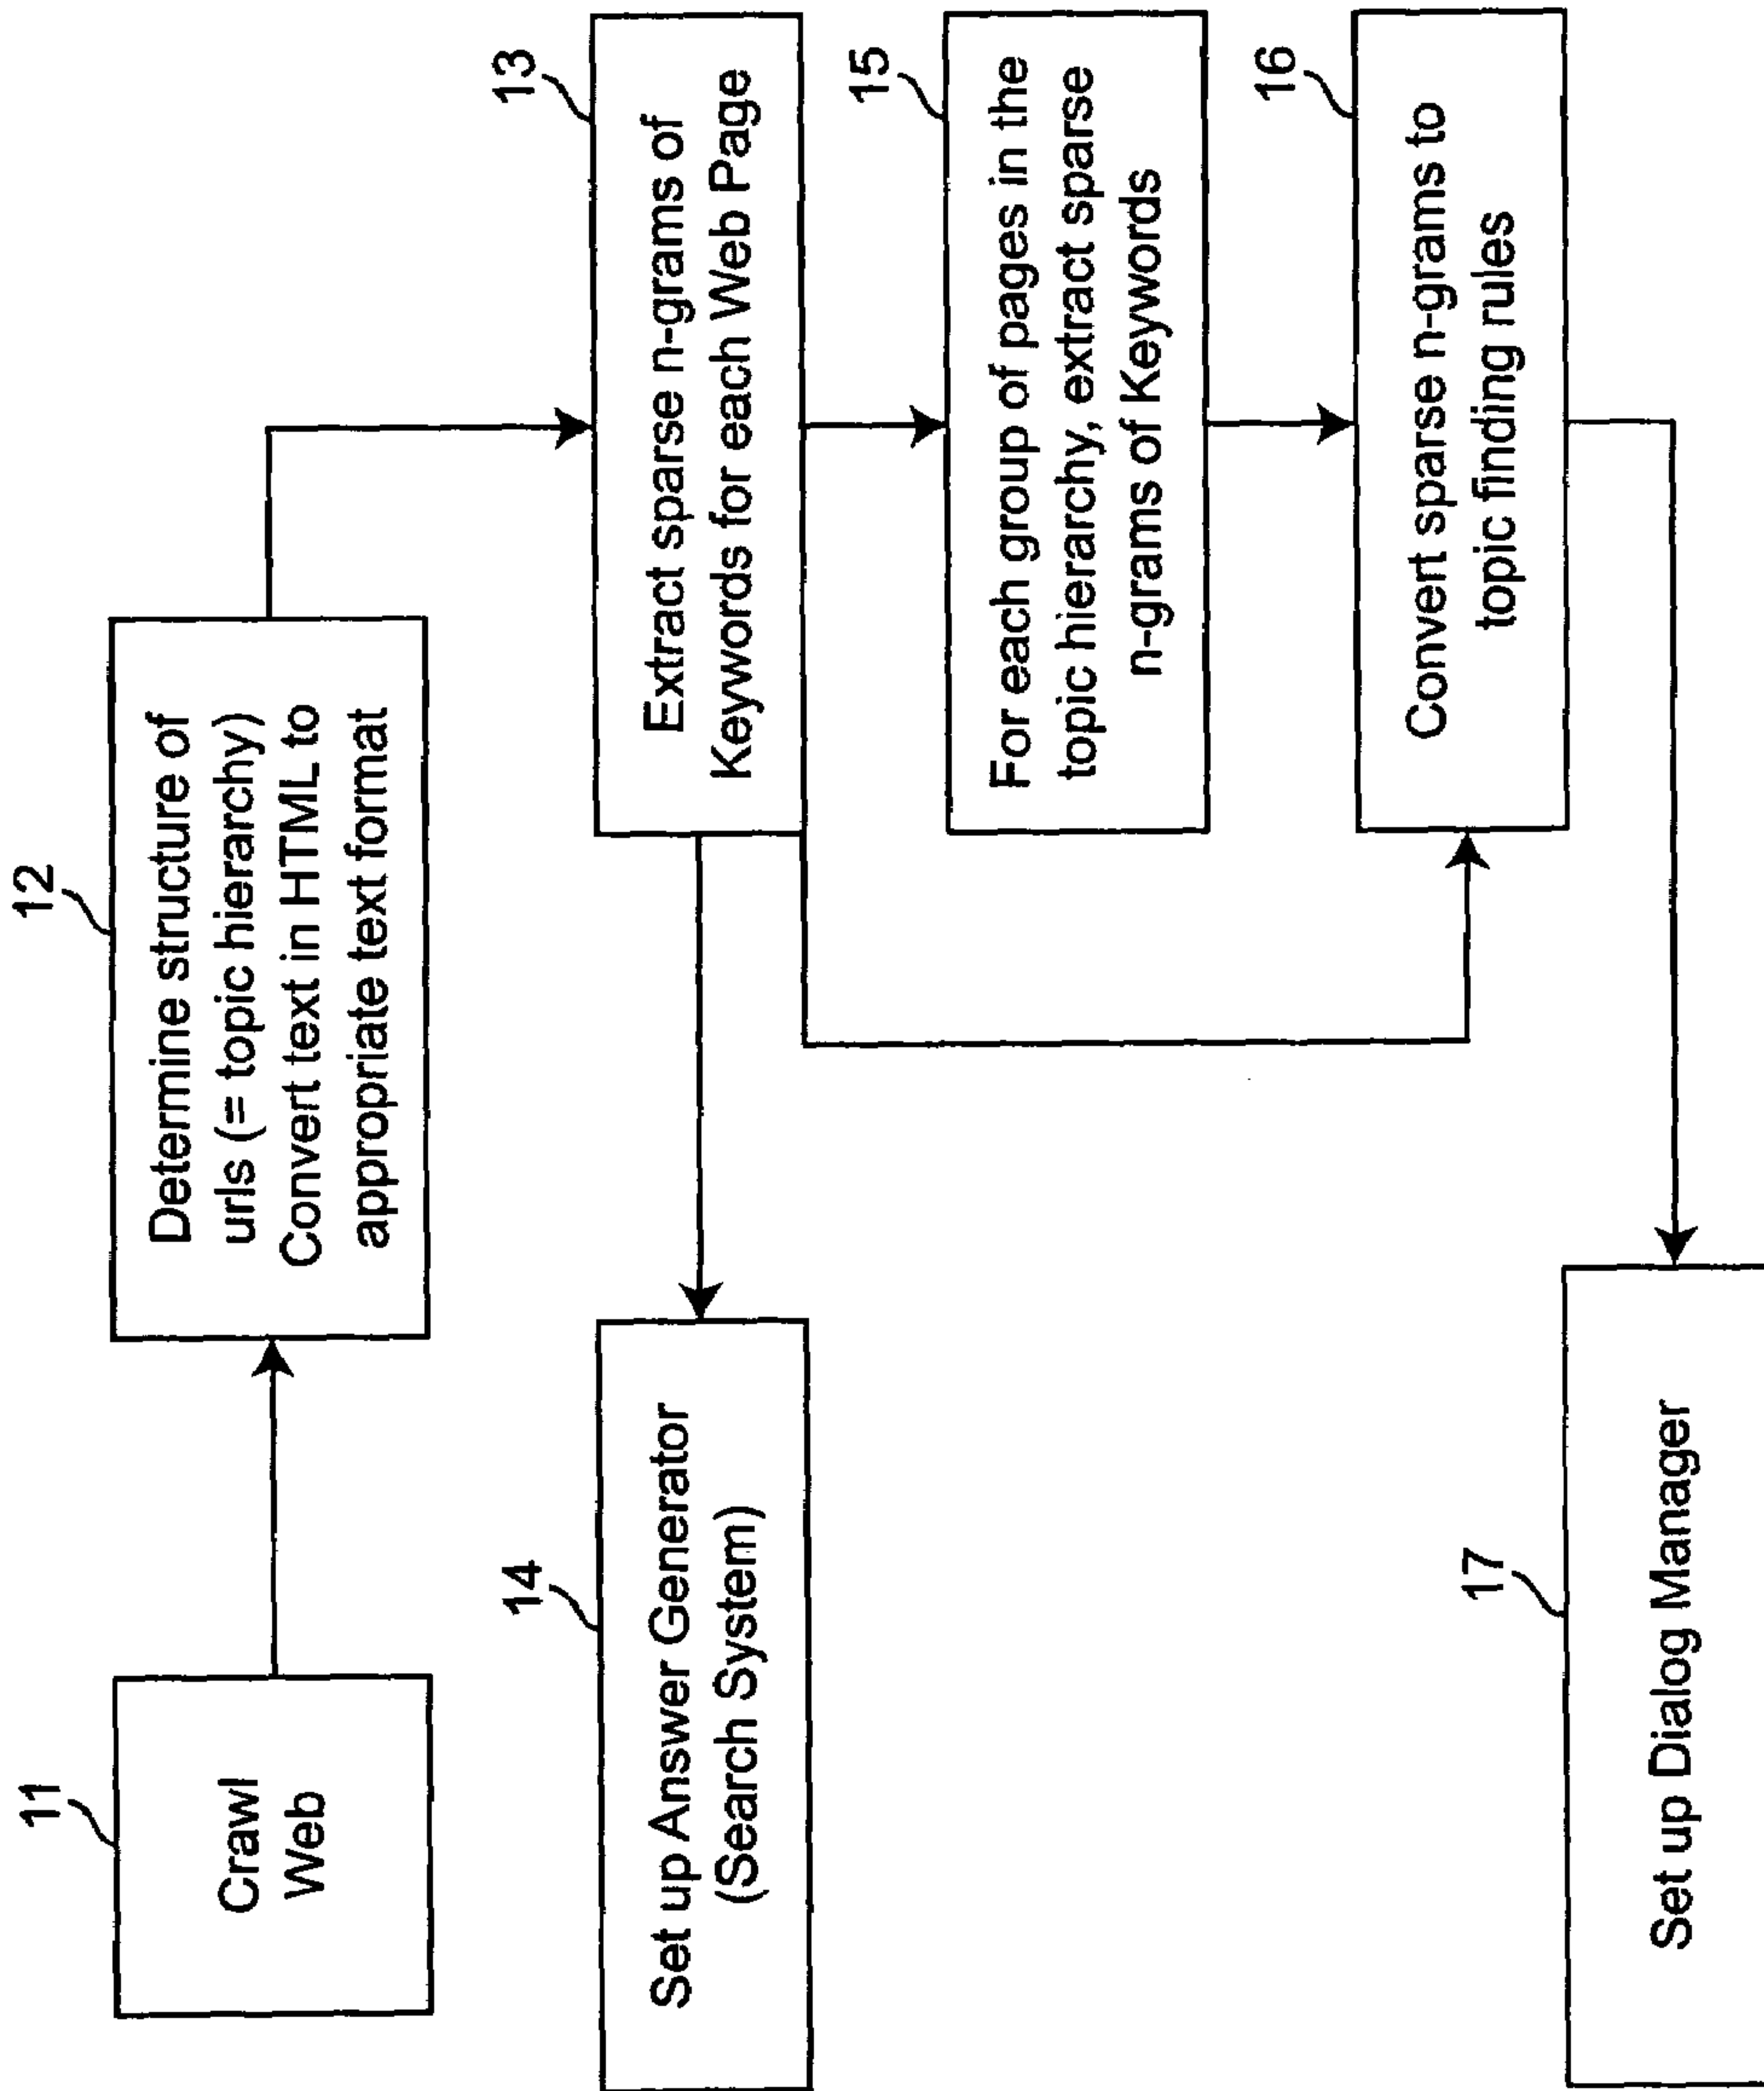 11
Crawl
Web
12
Determine structure of
urls (= topic hierarchy)
Convert text in HTML to
appropriate text format
13
Extract sparse n-grams of
Keywords for each Web Page
14
Set up Answer Generator
(Search System)
15
For each group of pages in the
topic hierarchy, extract sparse
n-grams of Keywords
16
Convert sparse n-grams to
topic finding rules
17
Set up Dialog Manager